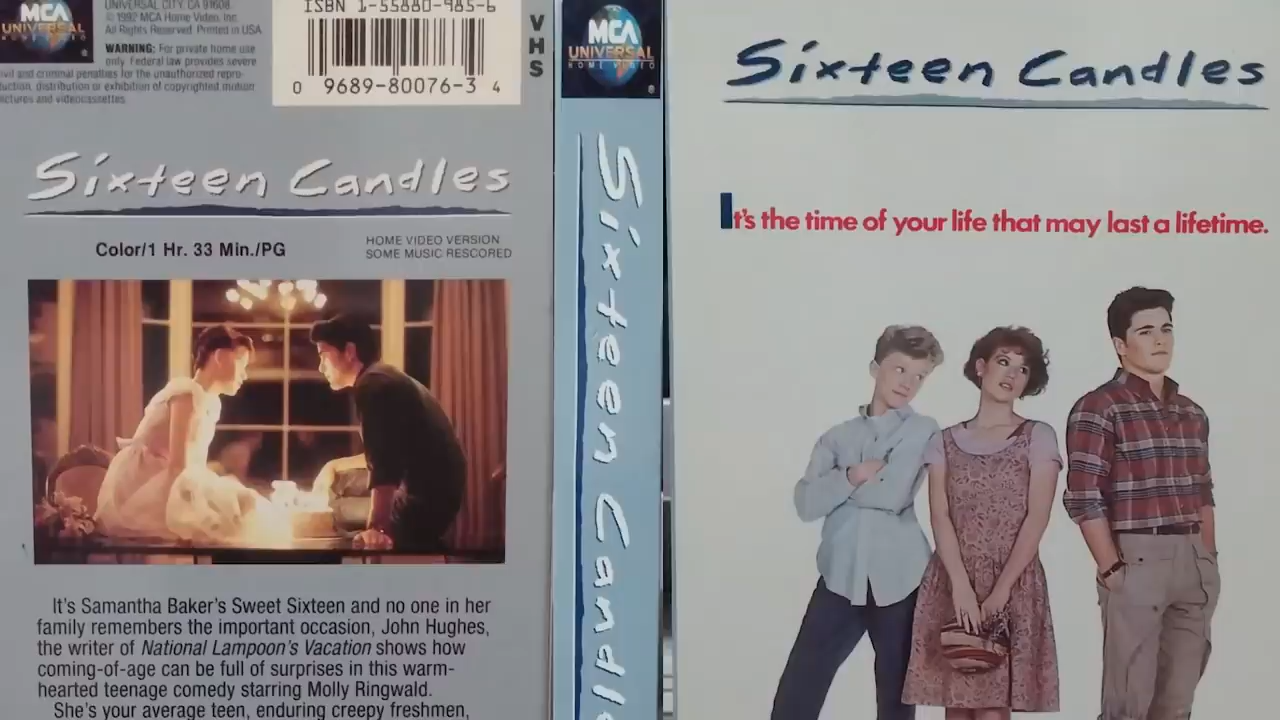 MCA
UNIVERSAL
UNIVERSAL CITY, CA 91608.
© 1992 MCA Home Video, Inc.
All Rights Reserved. Printed in USA.
WARNING: For private home use
only. Federal law provides severe
civil and criminal penalties for the unauthorized repro-
duction, distribution or exhibition of copyrighted motion
pictures and videocassettes.
ISBN 1-55880-985-6
0 9689-80076-3 4
VHS
Sixteen Candles
Color/1 Hr. 33 Min./PG
HOME VIDEO VERSION
SOME MUSIC RESCORED
It's Samantha Baker's Sweet Sixteen and no one in her
family remembers the important occasion, John Hughes,
the writer of National Lampoon's Vacation shows how
coming-of-age can be full of surprises in this warm-
hearted teenage comedy starring Molly Ringwald.
She's your average teen, enduring creepy freshmen,
MCA
UNIVERSAL
HOME VIDEO
Sixteen Candle
Sixteen Candles
It's the time of your life that may last a lifetime.